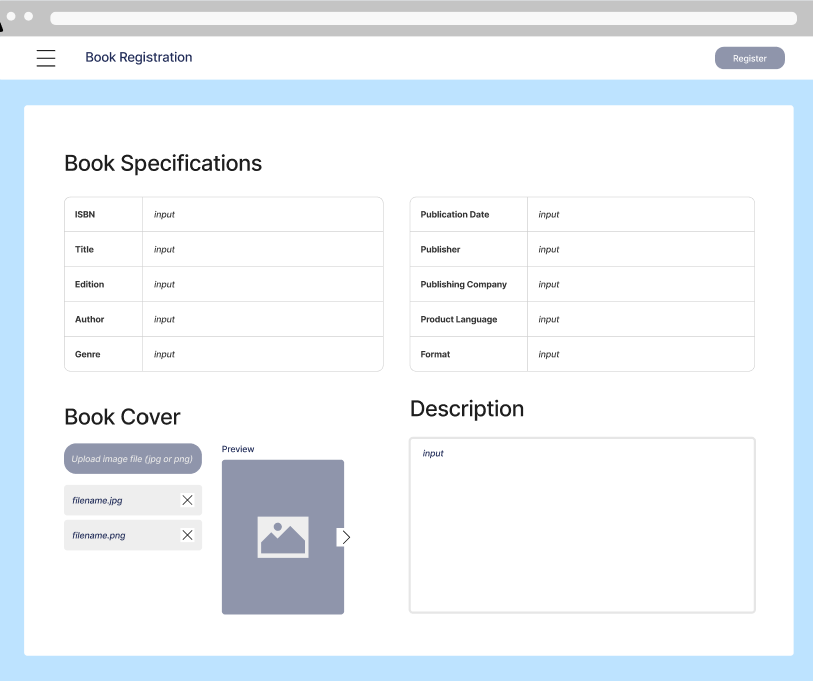 Book Registration
Register
Book Specifications
ISBN input
Title input
Edition input
Author input
Genre input
Publication Date input
Publisher input
Publishing Company input
Product Language input
Format input
Book Cover
Upload image file (jpg or png)
filename.jpg
filename.png
Preview
Description
input